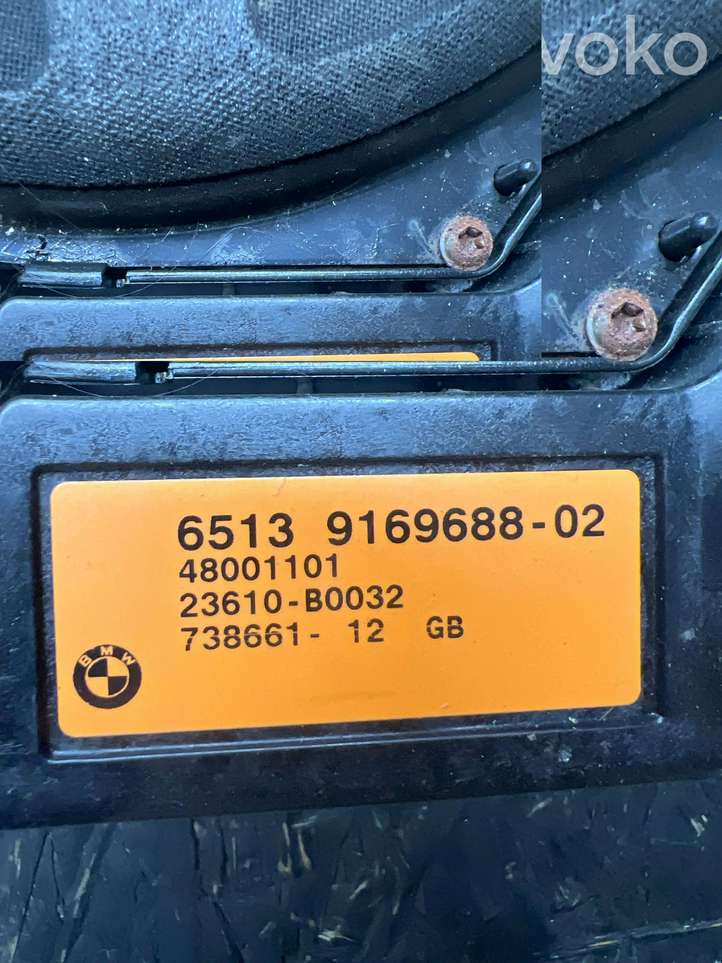 voko
6513 9169688-02
48001101
23610-B0032
738661- 12 GB
BMW